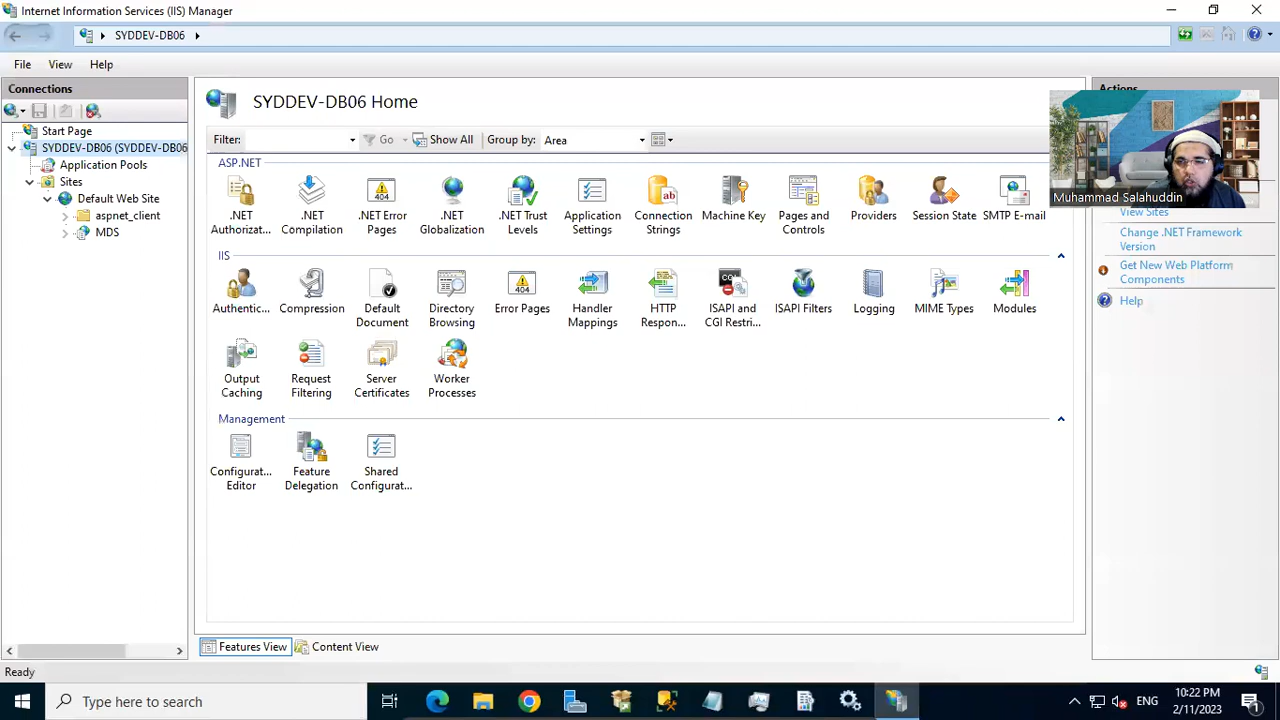 Internet Information Services (IIS) Manager
SYDDEV-DB06
File View Help
Connections
Start Page
SYDDEV-DB06 (SYDDEV-DB06
Application Pools
Sites
Default Web Site
aspnet_client
MDS
SYDDEV-DB06 Home
Filter: Go Show All Group by: Area
ASP.NET
.NET Authorizat...
.NET Compilation
.NET Error Pages
.NET Globalization
.NET Trust Levels
Application Settings
Connection Strings
Machine Key
Pages and Controls
Providers
Session State
SMTP E-mail
IIS
Authentic...
Compression
Default Document
Directory Browsing
Error Pages
Handler Mappings
HTTP Respon...
ISAPI and CGI Restri...
ISAPI Filters
Logging
MIME Types
Modules
Output Caching
Request Filtering
Server Certificates
Worker Processes
Management
Configurat... Editor
Feature Delegation
Shared Configurat...
Features View Content View
Actions
Muhammad Salahuddin
View Sites
Change .NET Framework
Version
Get New Web Platform
Components
Help
Ready
Type here to search
ENG
10:22 PM
2/11/2023
1